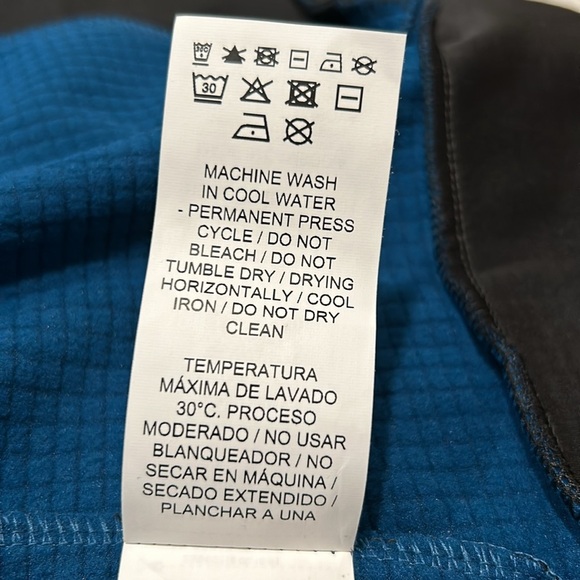 30
MACHINE WASH
IN COOL WATER
- PERMANENT PRESS
CYCLE / DO NOT
BLEACH / DO NOT
TUMBLE DRY / DRYING
HORIZONTALLY / COOL
IRON / DO NOT DRY
CLEAN
TEMPERATURA
MÁXIMA DE LAVADO
30°C. PROCESO
MODERADO / NO USAR
BLANQUEADOR / NO
SECAR EN MÁQUINA /
SECADO EXTENDIDO /
PLANCHAR A UNA